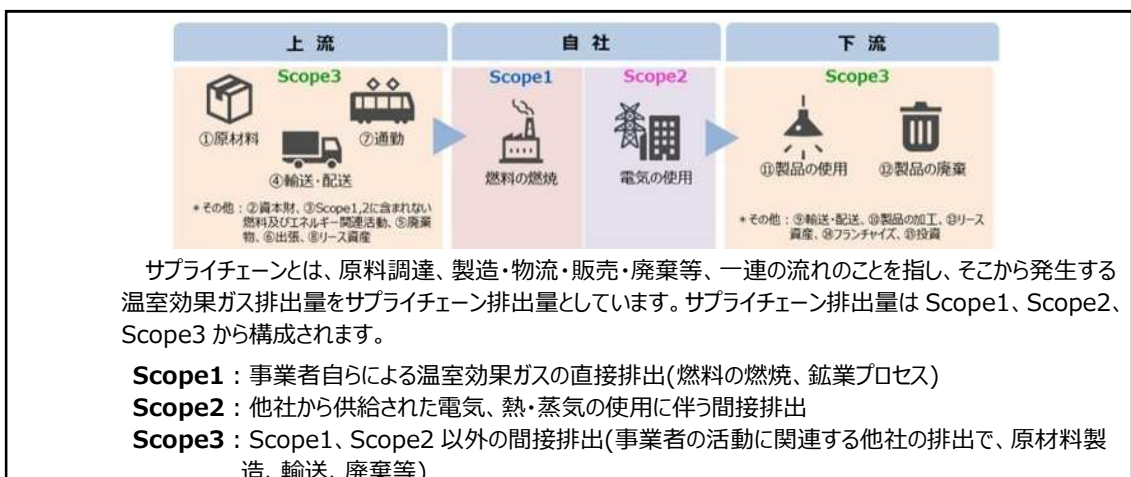 上 流
自 社
下 流
Scope3
Scope1
Scope2
Scope3
①原材料
⑦通勤
④輸送・配送
燃料の燃焼
電気の使用
⑪製品の使用
⑫製品の廃棄
*その他:②資本財、③Scope1,2に含まれない
燃料及びエネルギー関連活動、⑤廃棄
物、⑥出張、⑧リース資産
*その他:⑨輸送・配送、⑩製品の加工、⑬リース
資産、⑭フランチャイズ、⑮投資
サプライチェーンとは、原料調達、製造・物流・販売・廃棄等、一連の流れのことを指し、そこから発生する
温室効果ガス排出量をサプライチェーン排出量としています。サプライチェーン排出量は Scope1、Scope2、
Scope3 から構成されます。
Scope1:事業者自らによる温室効果ガスの直接排出(燃料の燃焼、鉱業プロセス)
Scope2:他社から供給された電気、熱・蒸気の使用に伴う間接排出
Scope3:Scope1、Scope2 以外の間接排出(事業者の活動に関連する他社の排出で、原材料製
造、輸送、廃棄等)